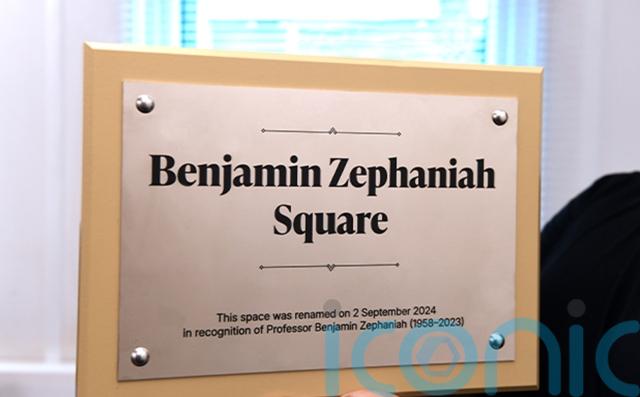 Benjamin Zephaniah
Square
This space was renamed on 2 September 2024
in recognition of Professor Benjamin Zephaniah (1958–2023)
iconic